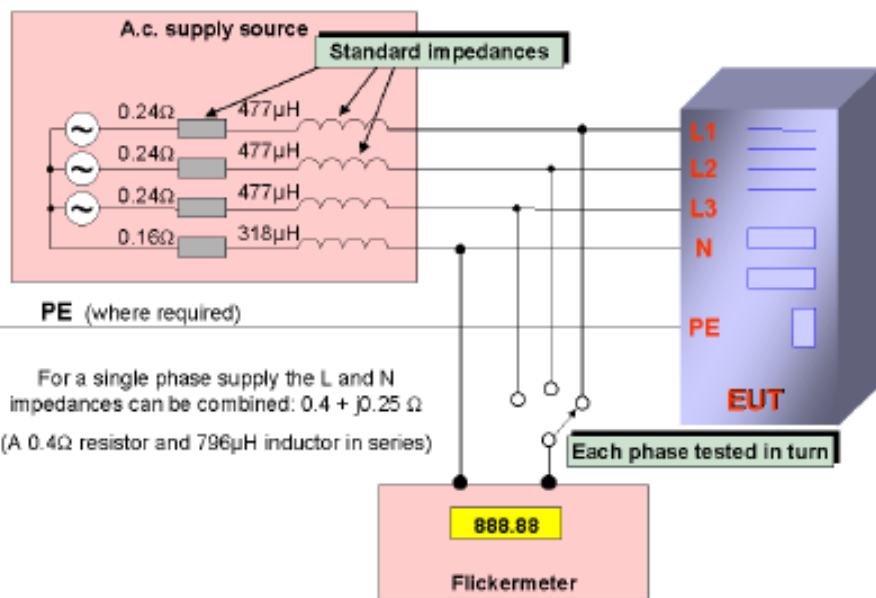 A.c. supply source
Standard impedances
0.24Ω 477µH
L1
0.24Ω 477µH
L2
0.24Ω 477µH
L3
0.16Ω 318µH
N
PE (where required)
PE
For a single phase supply the L and N
impedances can be combined: 0.4 + j0.25 Ω
(A 0.4Ω resistor and 796µH inductor in series)
EUT
Each phase tested in turn
888.88
Flickermeter